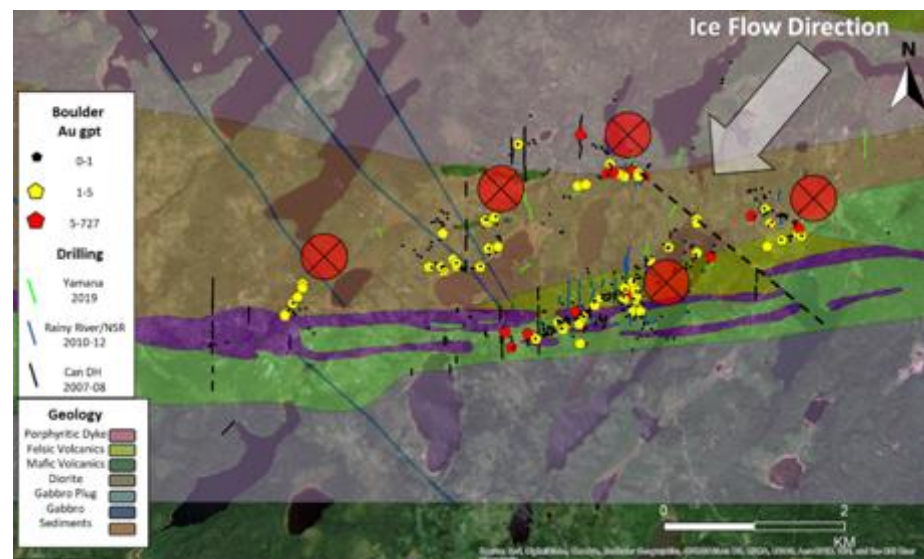 Ice Flow Direction
N
Boulder
Au gpt
0-1
1-5
5-727
Drilling
Yamana
2019
Rainy River/NSR
2010-12
Can DH
2007-08
Geology
Porphyritic Dyke
Felsic Volcanics
Mafic Volcanics
Diorite
Gabbro Plug
Gabbro
Sediments
0
2
KM